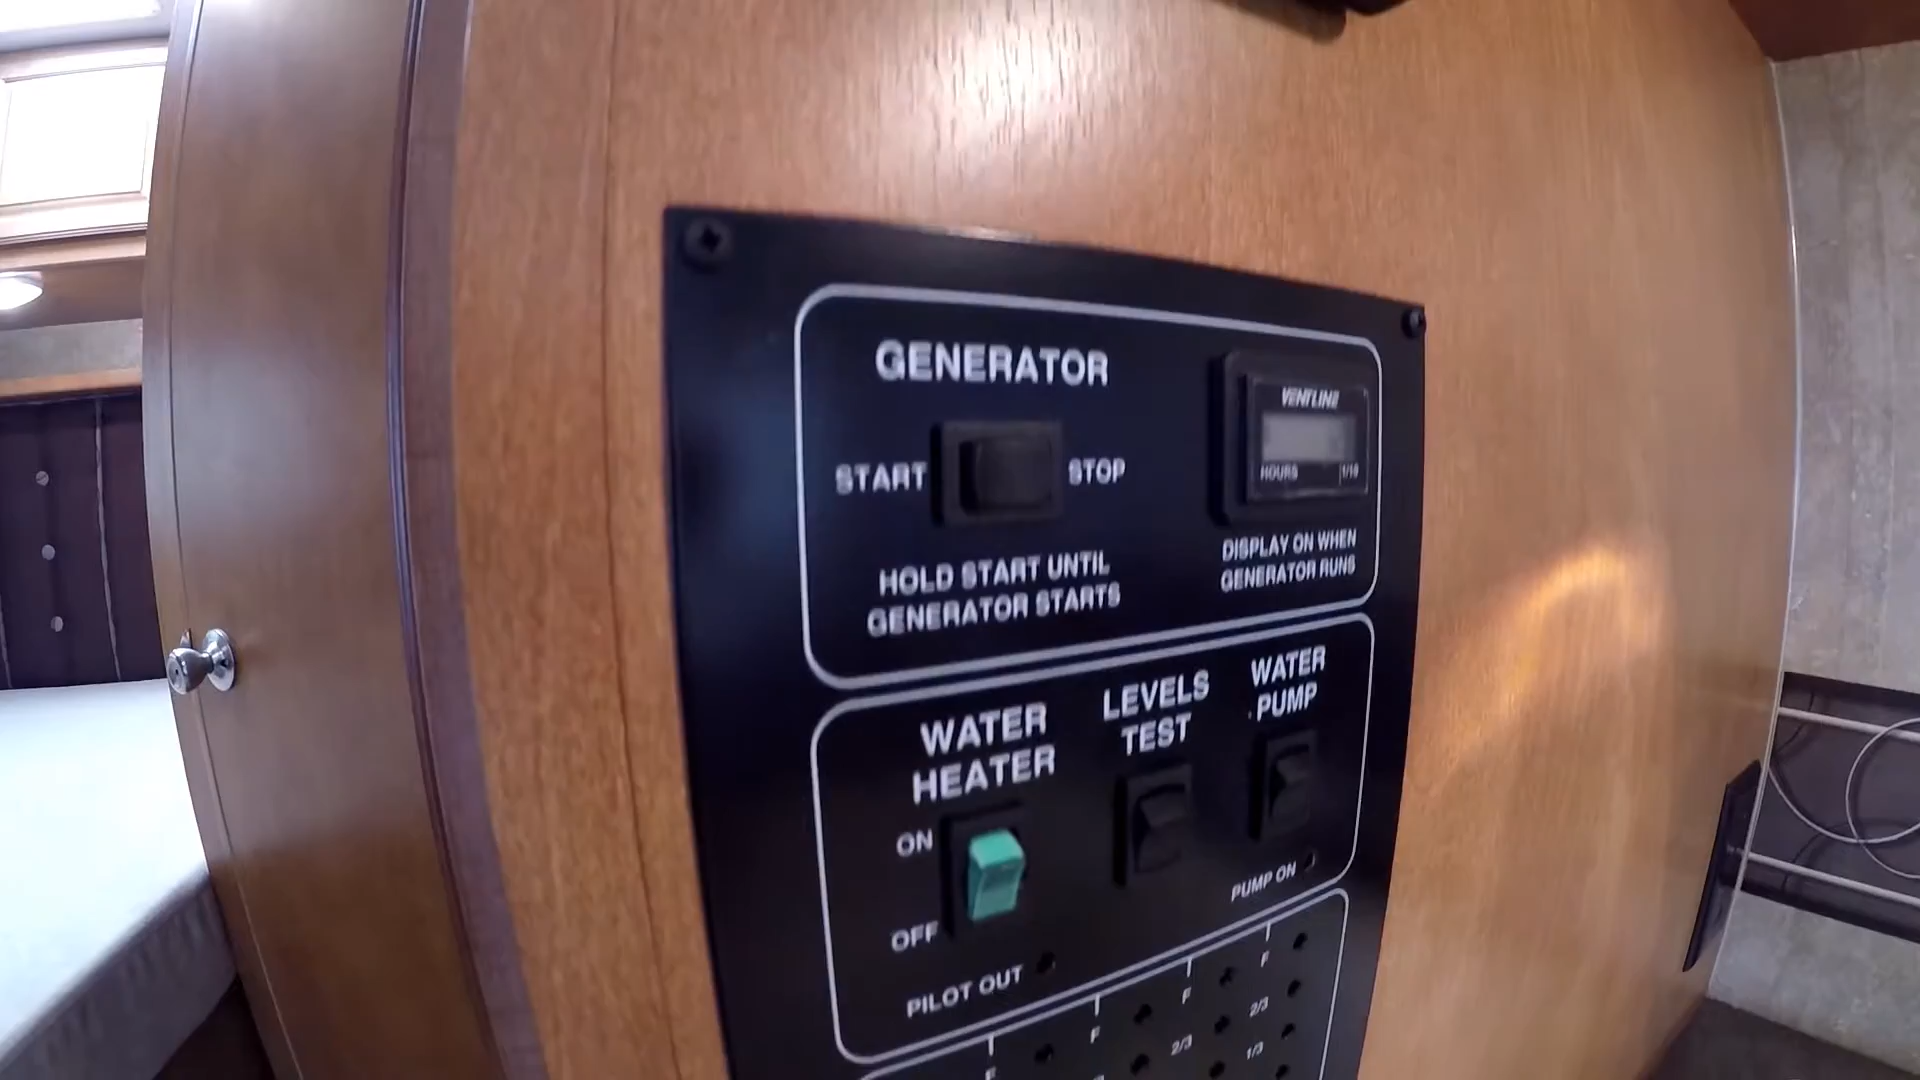 GENERATOR
VENTLINE
START
STOP
HOURS
1/10
HOLD START UNTIL
GENERATOR STARTS
DISPLAY ON WHEN
GENERATOR RUNS
WATER
HEATER
LEVELS
TEST
WATER
PUMP
ON
OFF
PILOT OUT
PUMP ON
F
F
F
F
2/3
2/3
1/3